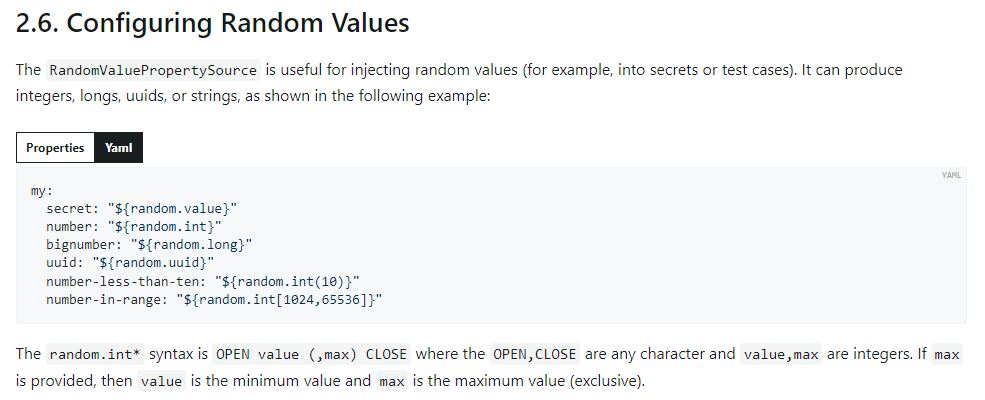 2.6. Configuring Random Values
The RandomValuePropertySource is useful for injecting random values (for example, into secrets or test cases). It can produce
integers, longs, uuids, or strings, as shown in the following example:
Properties Yaml
YAML
my:
  secret: "${random.value}"
  number: "${random.int}"
  bignumber: "${random.long}"
  uuid: "${random.uuid}"
  number-less-than-ten: "${random.int(10)}"
  number-in-range: "${random.int[1024,65536]}"
The random.int* syntax is OPEN value (,max) CLOSE where the OPEN,CLOSE are any character and value,max are integers. If max
is provided, then value is the minimum value and max is the maximum value (exclusive).